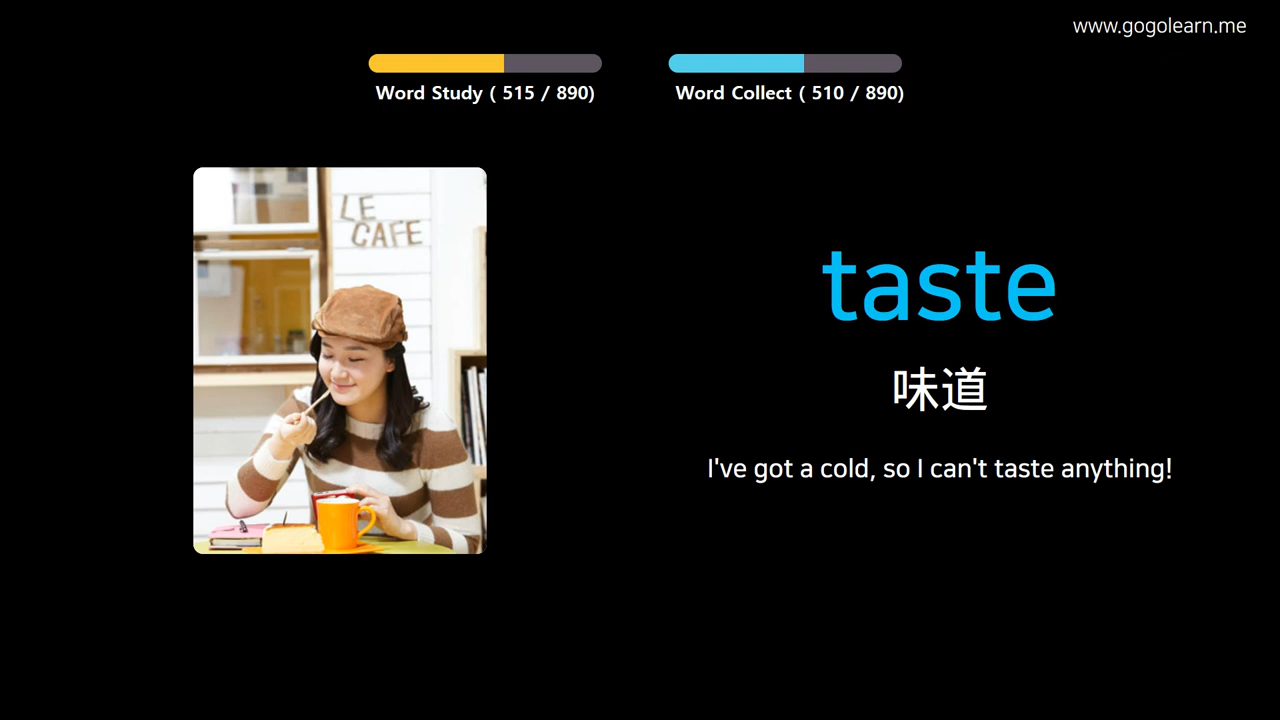 www.gogolearn.me
Word Study ( 515 / 890)
Word Collect ( 510 / 890)
LE
CAFE
taste
味道
I've got a cold, so I can't taste anything!